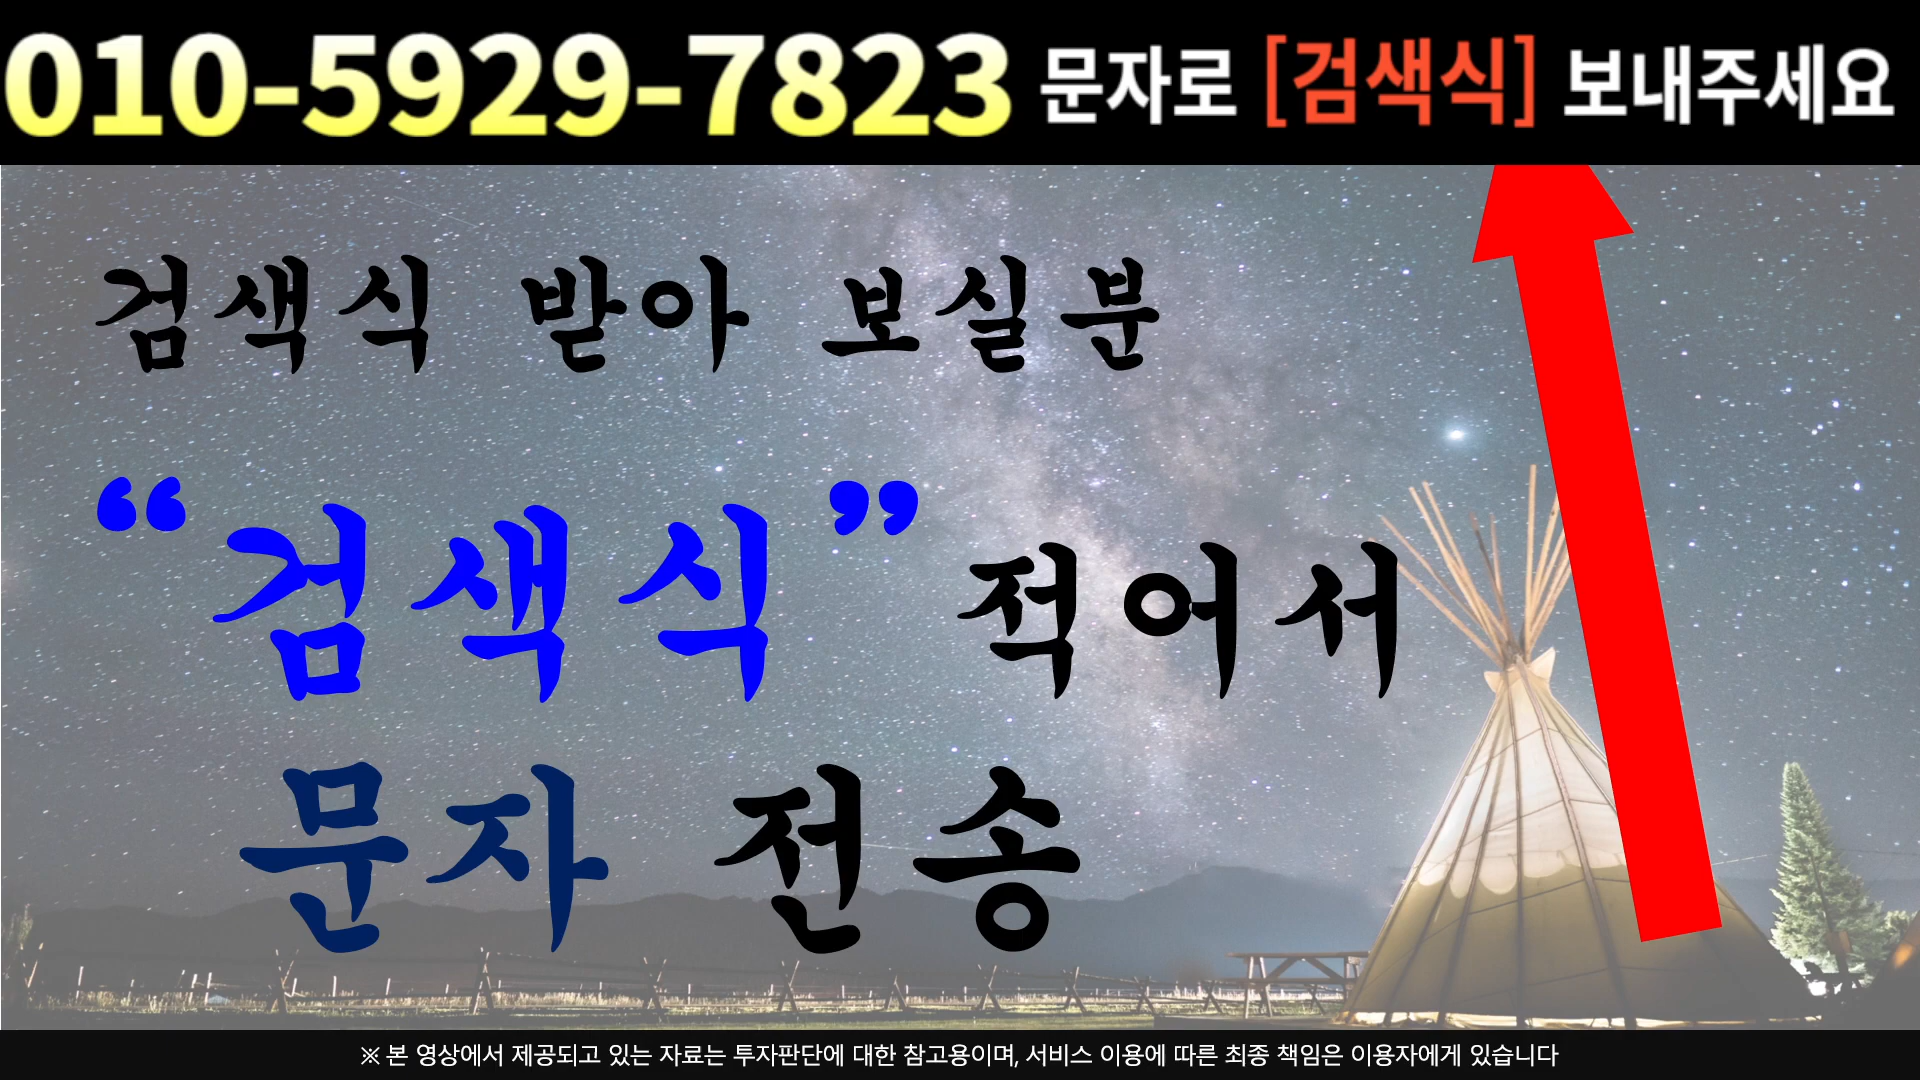 010-5929-7823 문자로 [검색식] 보내주세요
검색식 받아 보실분
“검색식” 적어서
문자 전송
※ 본 영상에서 제공되고 있는 자료는 투자판단에 대한 참고용이며, 서비스 이용에 따른 최종 책임은 이용자에게 있습니다